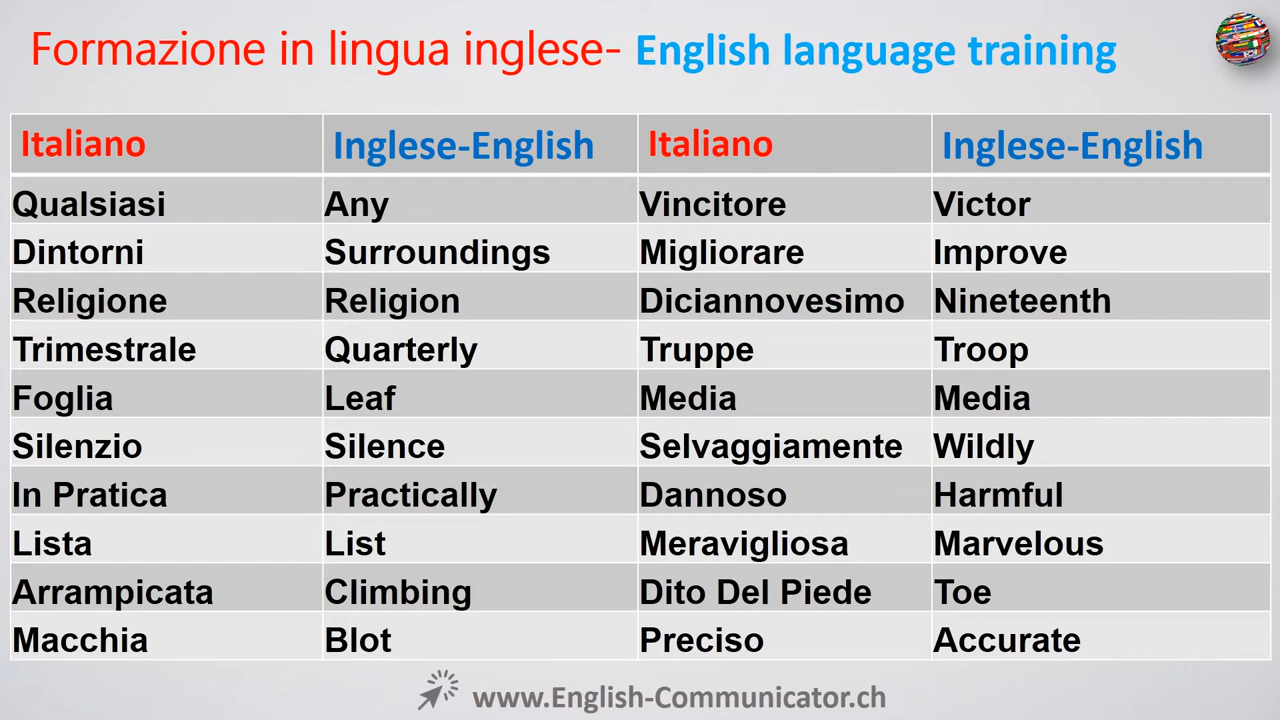 Formazione in lingua inglese- English language training
Italiano Inglese-English Italiano Inglese-English
Qualsiasi Any Vincitore Victor
Dintorni Surroundings Migliorare Improve
Religione Religion Diciannovesimo Nineteenth
Trimestrale Quarterly Truppe Troop
Foglia Leaf Media Media
Silenzio Silence Selvaggiamente Wildly
In Pratica Practically Dannoso Harmful
Lista List Meravigliosa Marvelous
Arrampicata Climbing Dito Del Piede Toe
Macchia Blot Preciso Accurate
www.English-Communicator.ch